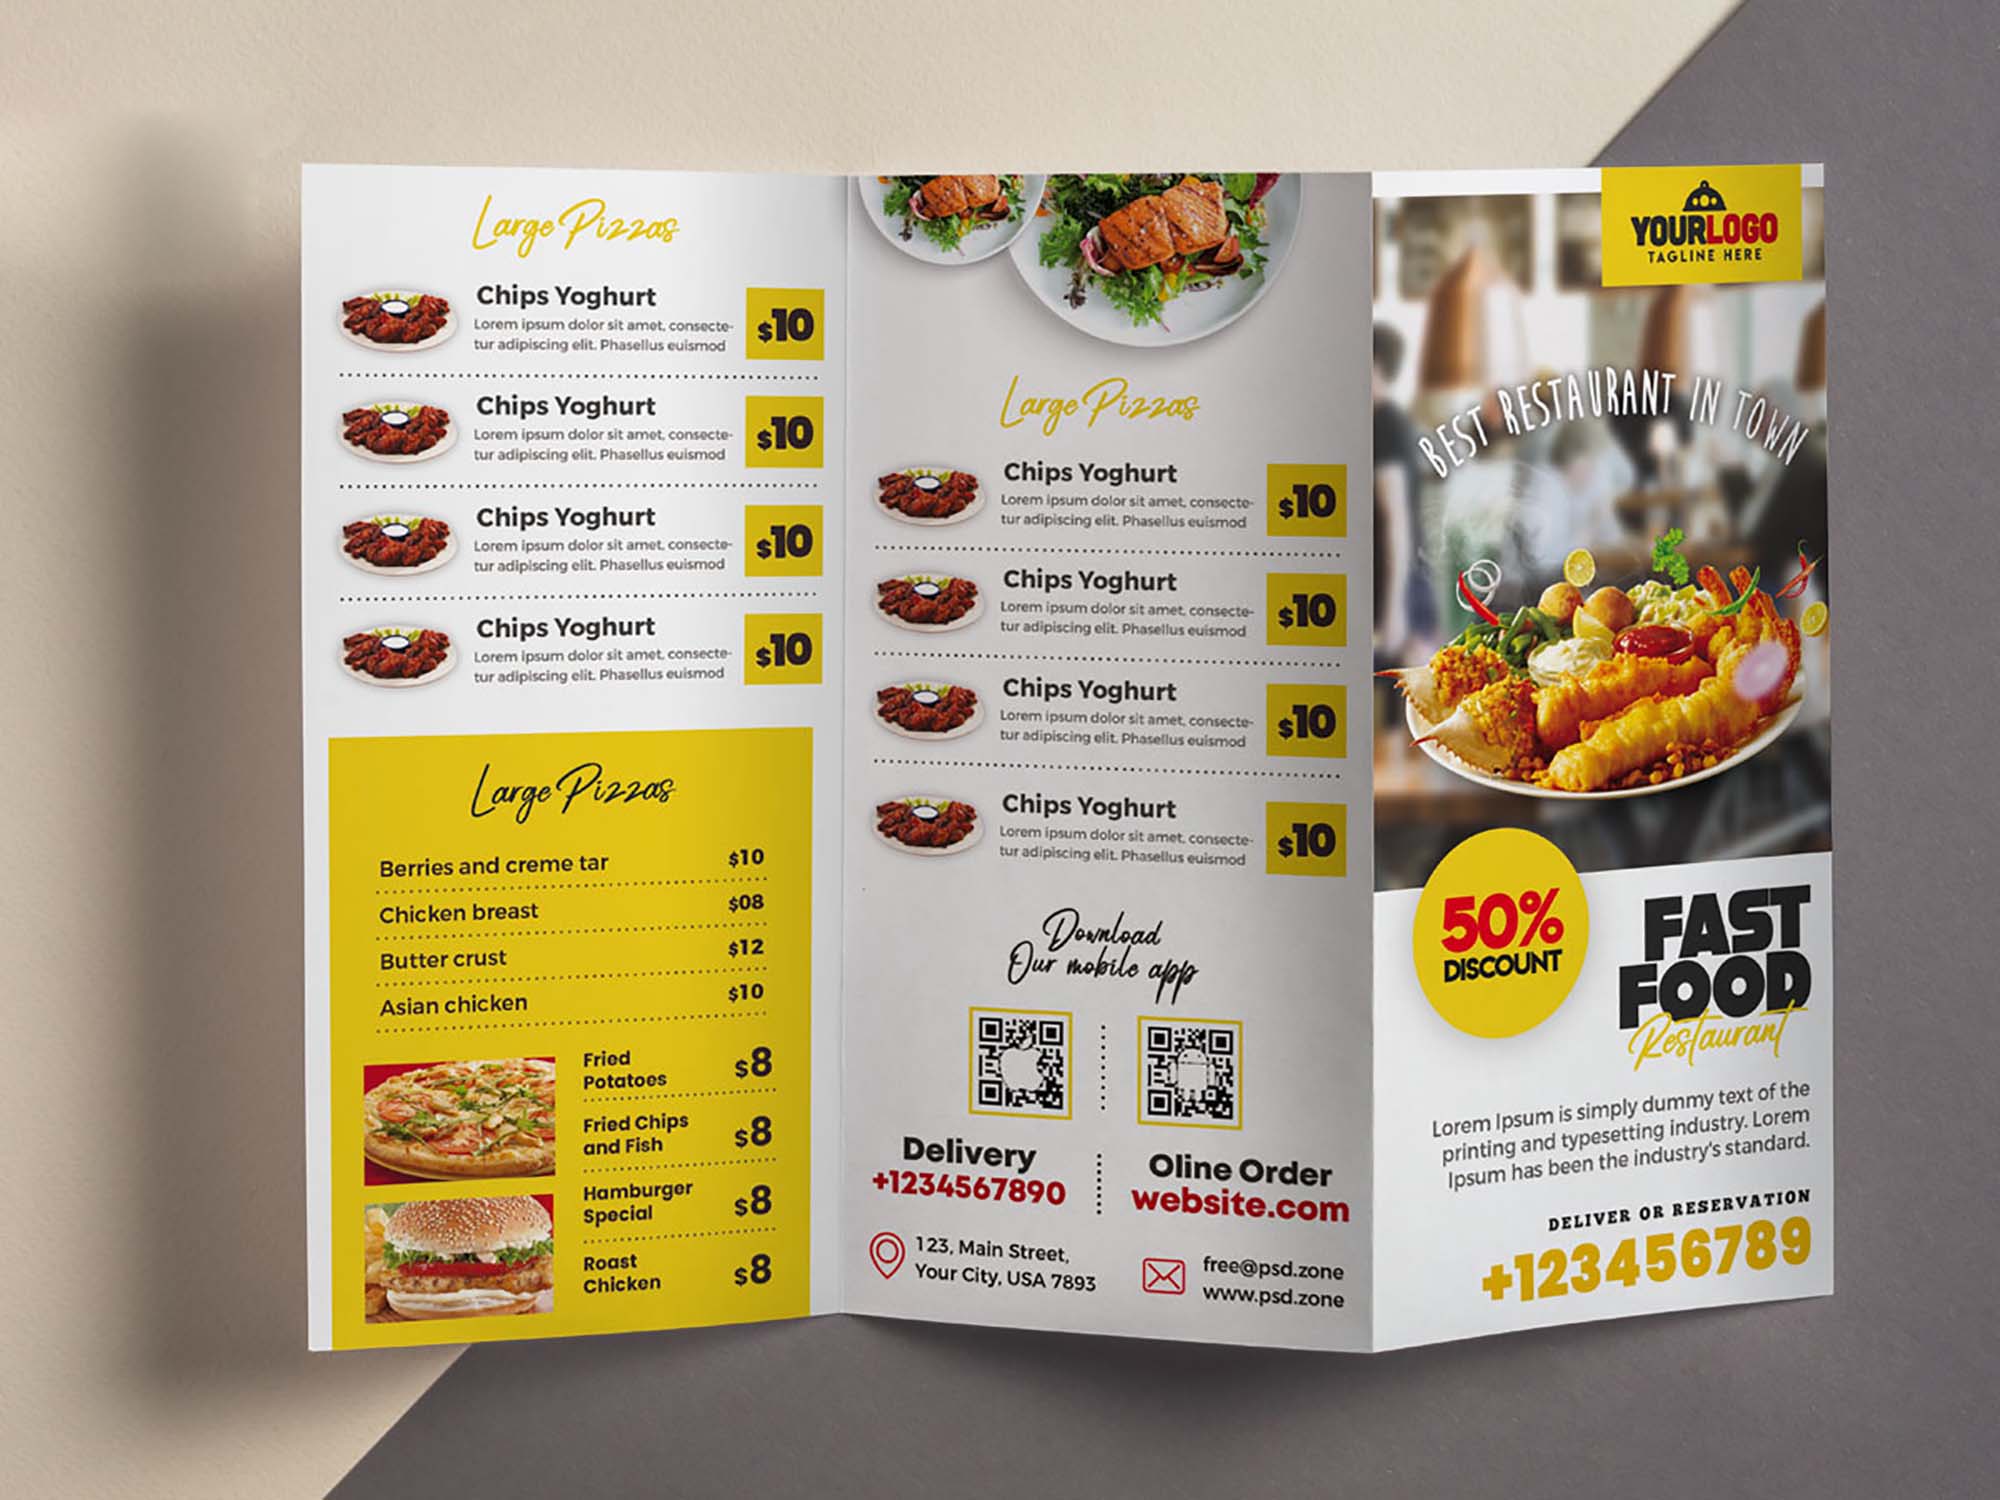 Large Pizzas
Chips Yoghurt
Lorem ipsum dolor sit amet, consecte-
tur adipiscing elit. Phasellus euismod
$10
Chips Yoghurt
Lorem ipsum dolor sit amet, consecte-
tur adipiscing elit. Phasellus euismod
$10
Chips Yoghurt
Lorem ipsum dolor sit amet, consecte-
tur adipiscing elit. Phasellus euismod
$10
Chips Yoghurt
Lorem ipsum dolor sit amet, consecte-
tur adipiscing elit. Phasellus euismod
$10
Large Pizzas
Berries and creme tar $10
Chicken breast $08
Butter crust $12
Asian chicken $10
Fried
Potatoes
$8
Fried Chips
and Fish
$8
Hamburger
Special
$8
Roast
Chicken
$8
Large Pizzas
Chips Yoghurt
Lorem ipsum dolor sit amet, consecte-
tur adipiscing elit. Phasellus euismod
$10
Chips Yoghurt
Lorem ipsum dolor sit amet, consecte-
tur adipiscing elit. Phasellus euismod
$10
Chips Yoghurt
Lorem ipsum dolor sit amet, consecte-
tur adipiscing elit. Phasellus euismod
$10
Chips Yoghurt
Lorem ipsum dolor sit amet, consecte-
tur adipiscing elit. Phasellus euismod
$10
Download
Our mobile app
Delivery
+1234567890
Oline Order
website.com
123, Main Street,
Your City, USA 7893
free@psd.zone
www.psd.zone
YOURLOGO
TAGLINE HERE
BEST RESTAURANT IN TOWN
50%
DISCOUNT
FAST
FOOD
Restaurant
Lorem Ipsum is simply dummy text of the
printing and typesetting industry. Lorem
Ipsum has been the industry's standard.
DELIVER OR RESERVATION
+123456789